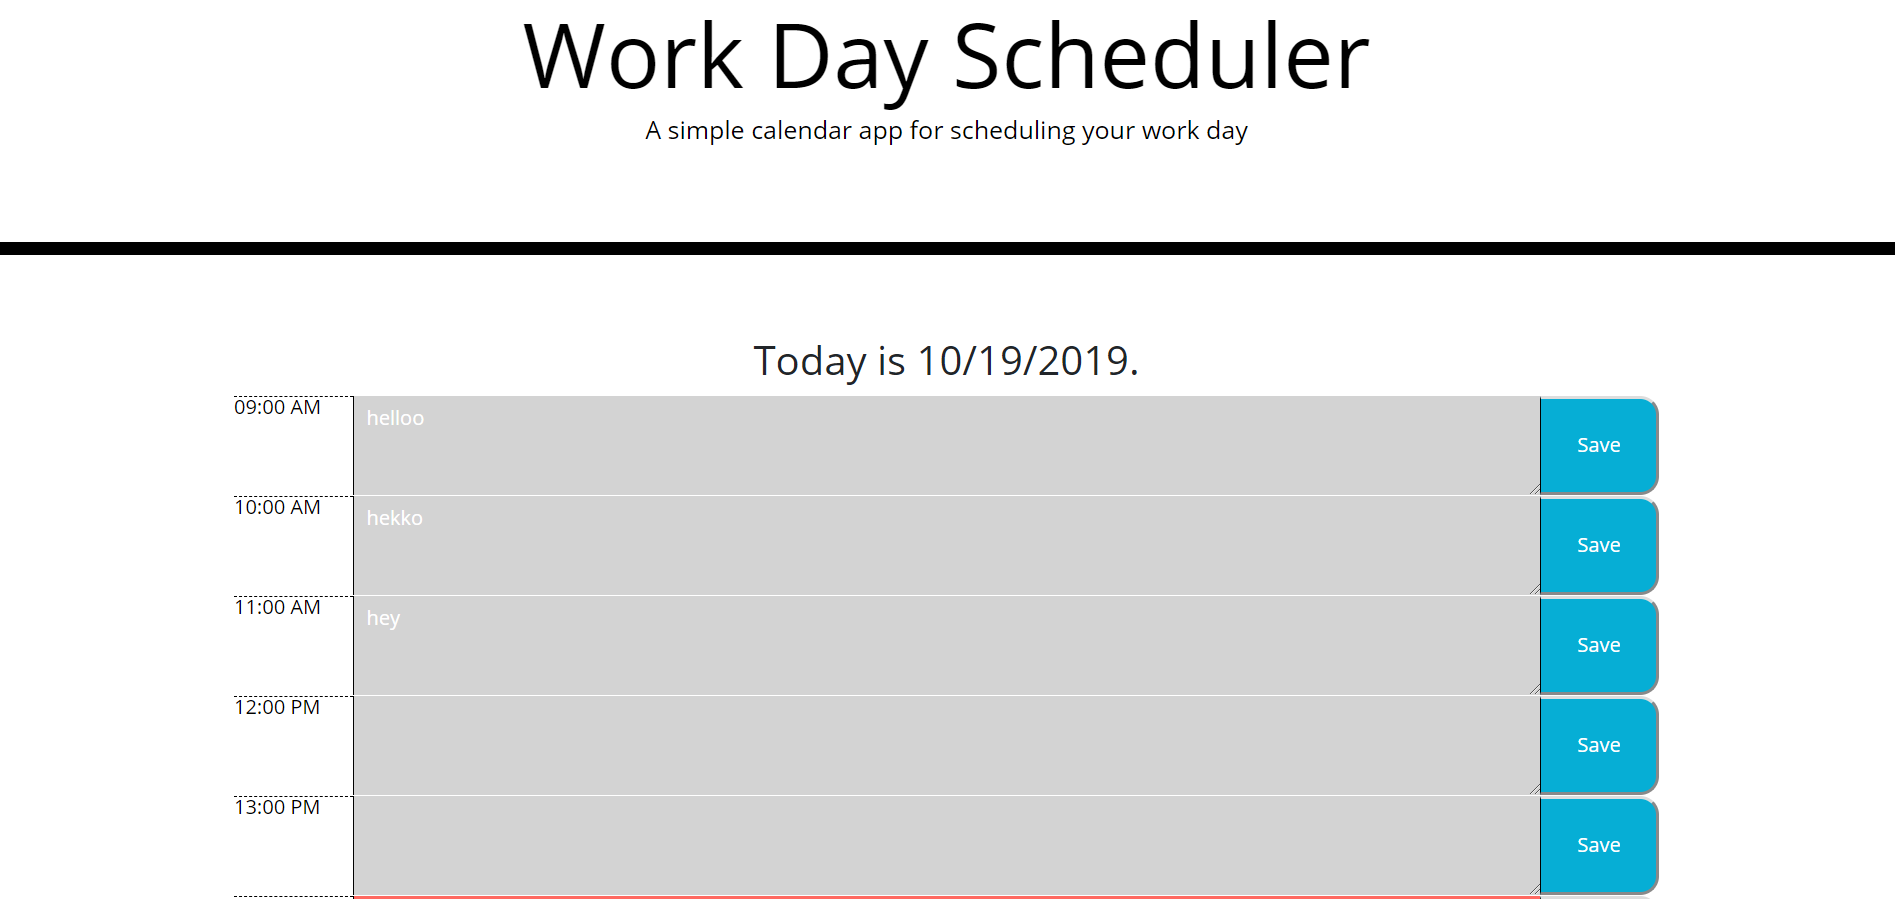 Work Day Scheduler
A simple calendar app for scheduling your work day
Today is 10/19/2019.
09:00 AM helloo Save
10:00 AM hekko Save
11:00 AM hey Save
12:00 PM Save
13:00 PM Save